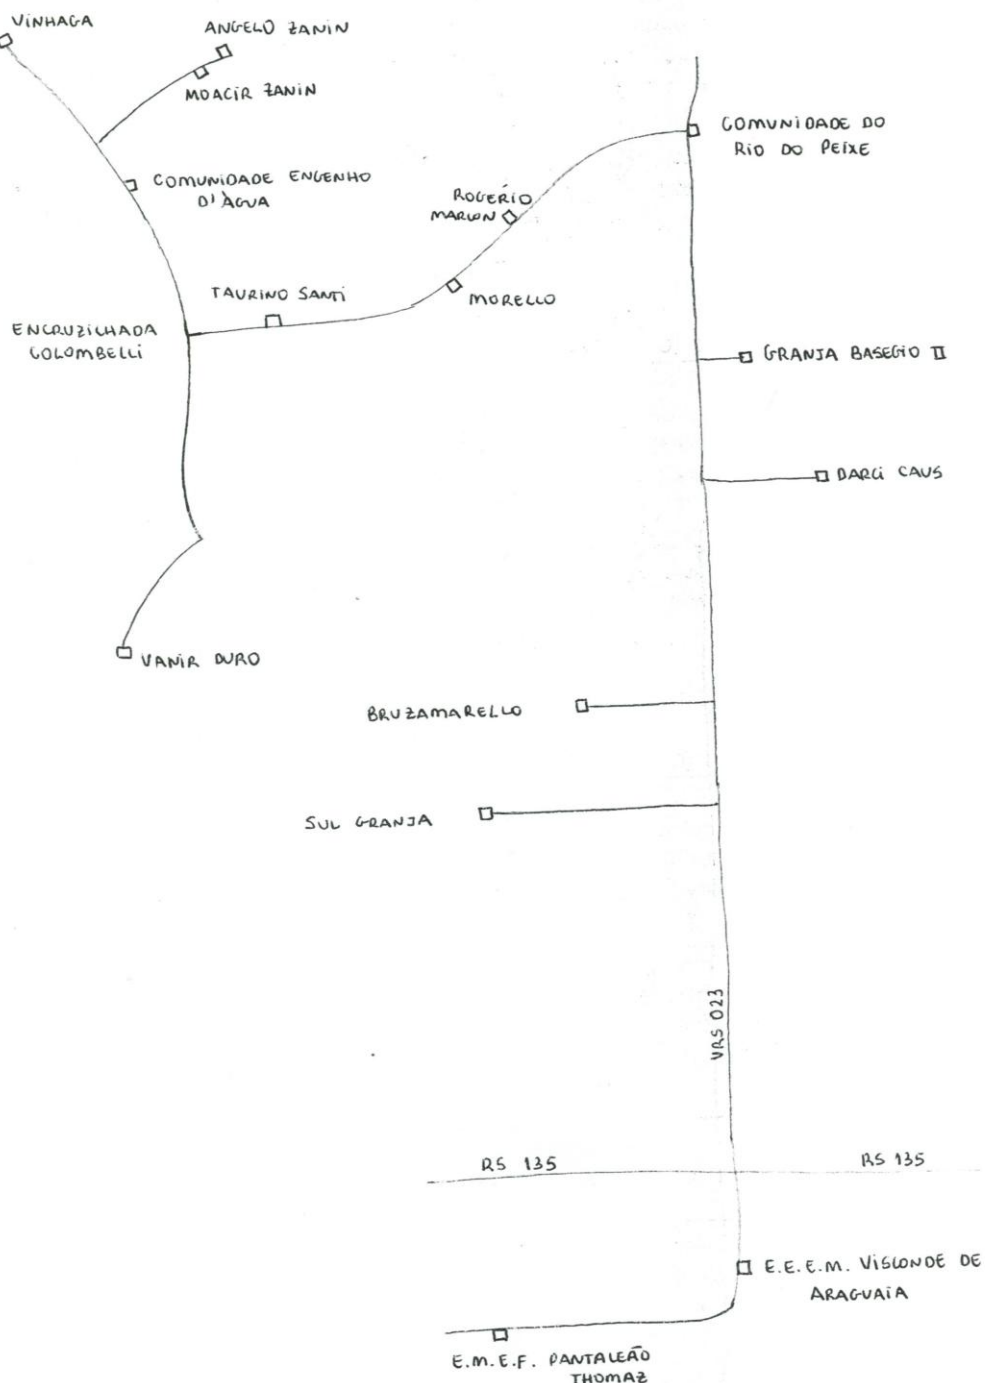 VINHAGA
ANGELO ZANIN
MOACIR ZANIN
COMUNIDADE DO
RIO DO PEIXE
COMUNIDADE ENGENHO
D'ÀGUA
ROGÉRIO
MARLON
TAURINO SANTI
MORELLO
ENCRUZILHADA
COLOMBELLI
GRANJA BASEGIO II
DARCI CAUS
VANIR DURO
BRUZAMARELLO
SUL GRANJA
VRS 023
RS 135
RS 135
E.E.E.M. VISCONDE DE
ARAGUAIA
E.M.E.F. PANTALEÃO
THOMAZ